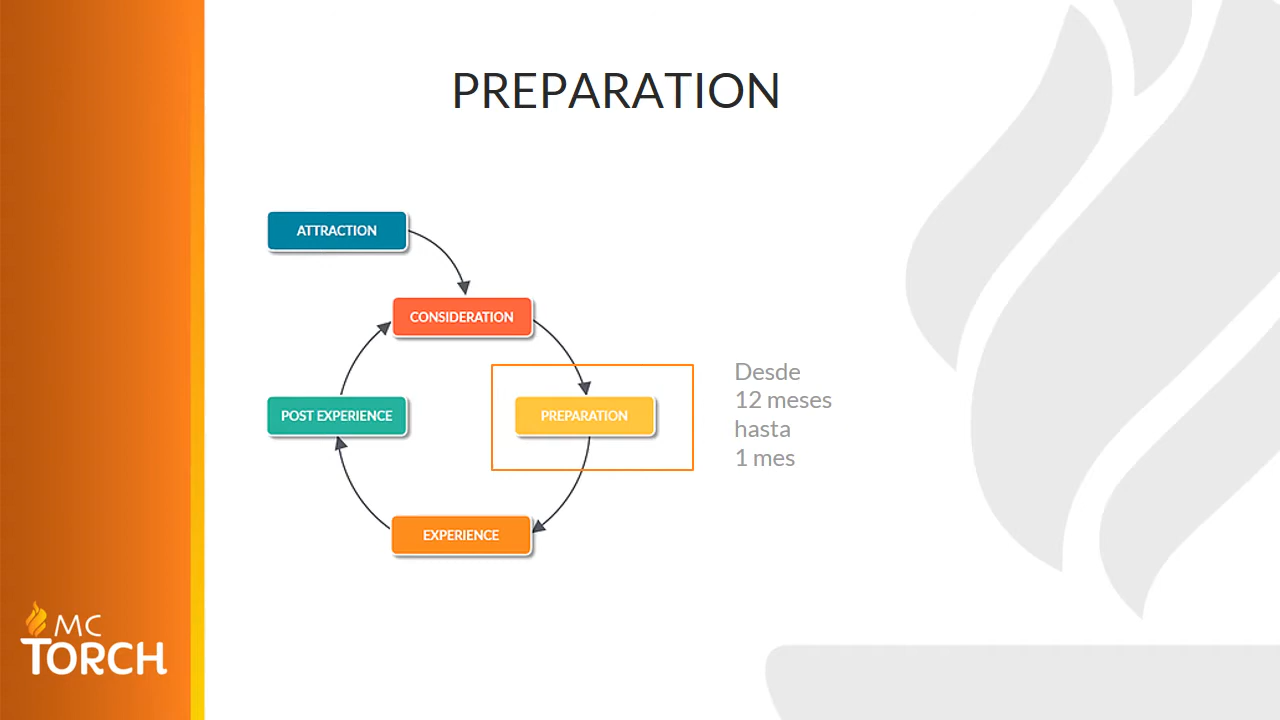 PREPARATION
ATTRACTION
CONSIDERATION
POST EXPERIENCE
PREPARATION
Desde
12 meses
hasta
1 mes
EXPERIENCE
MC
TORCH